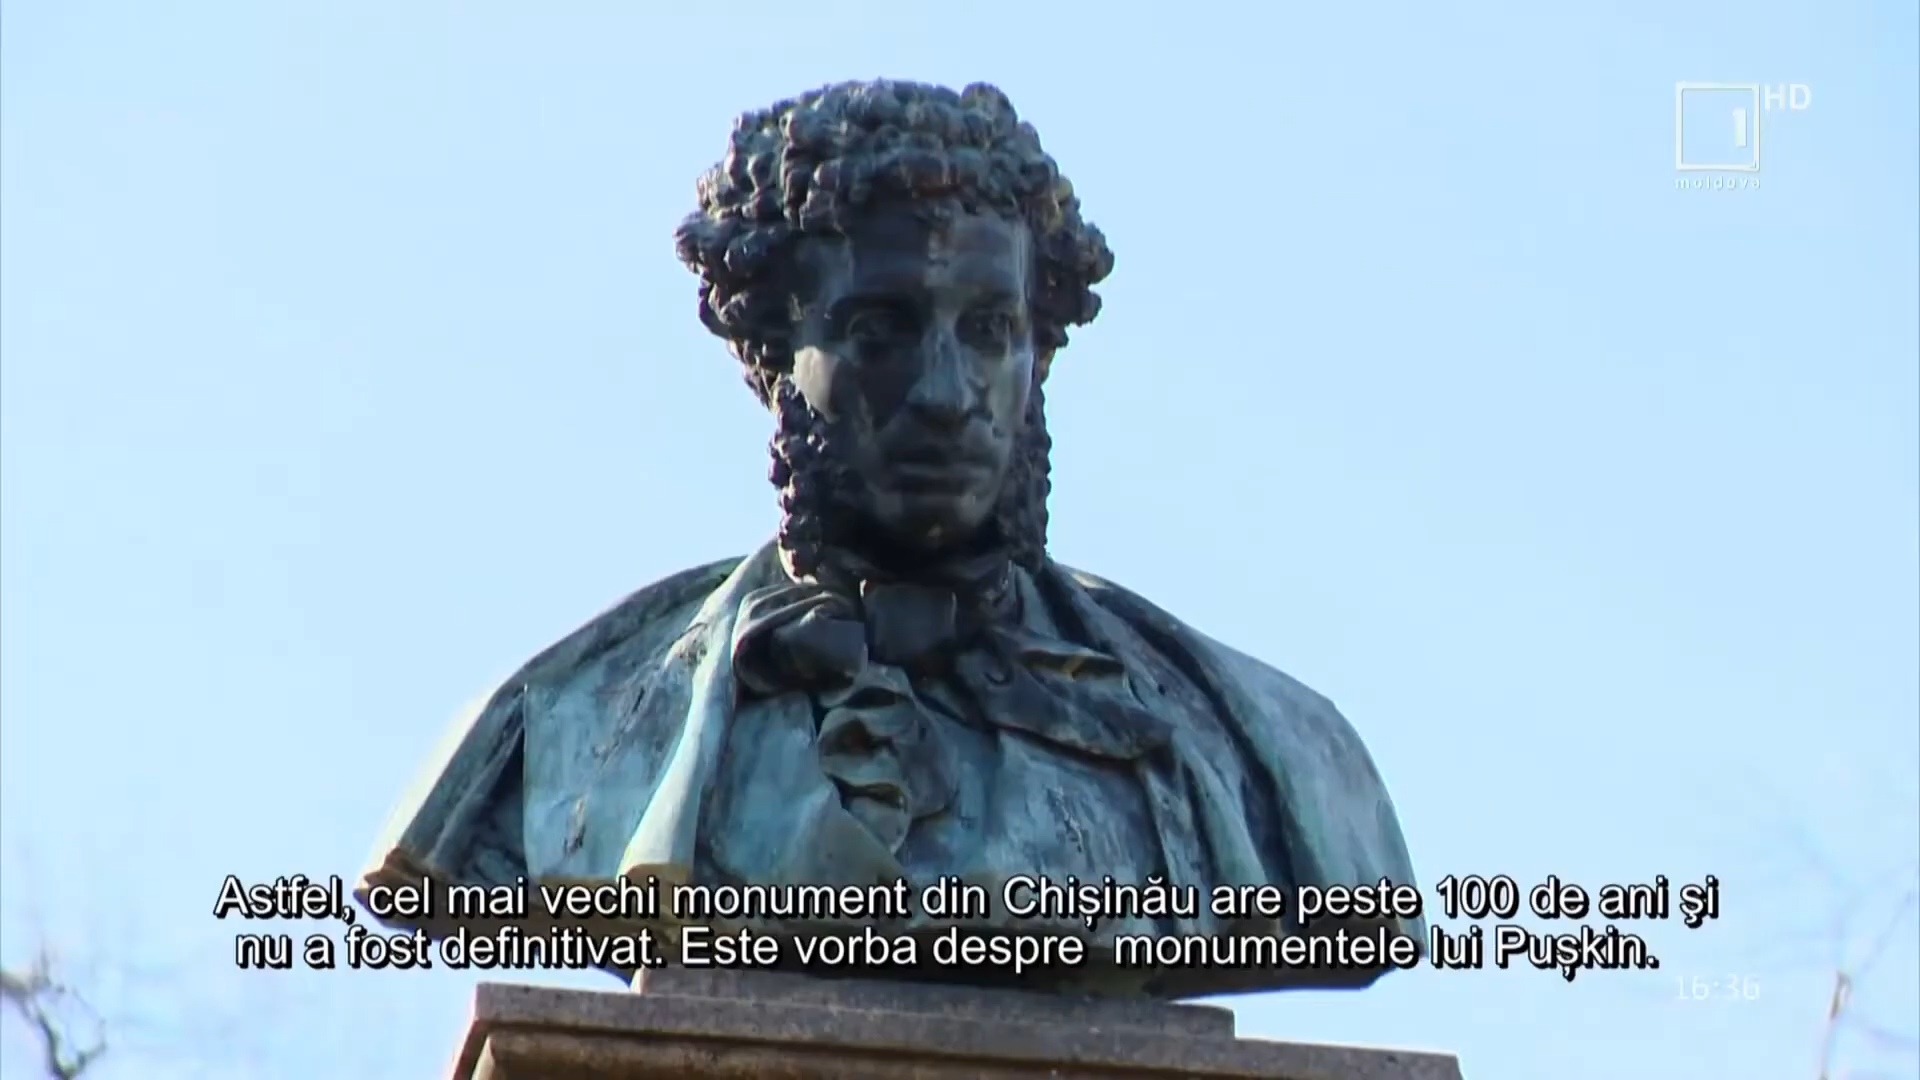 HD
1
moldova
Astfel, cel mai vechi monument din Chișinău are peste 100 de ani şi
nu a fost definitivat. Este vorba despre  monumentele lui Pușkin.
16:36